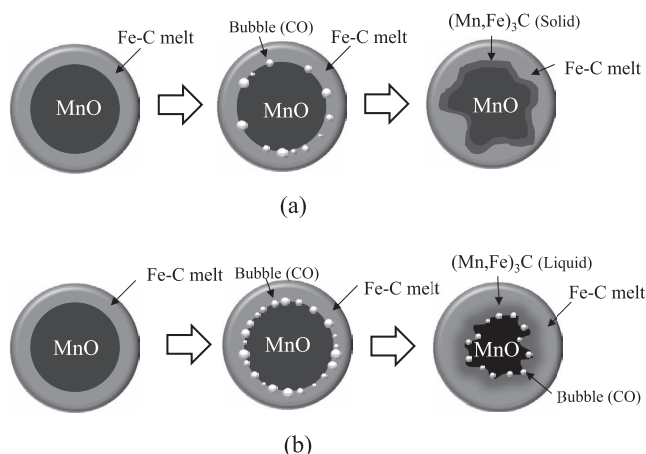 Fe-C melt
MnO
Bubble (CO)
Fe-C melt
MnO
(Mn,Fe)3C (Solid)
Fe-C melt
MnO
(a)
Fe-C melt
MnO
Bubble (CO)
Fe-C melt
MnO
(Mn,Fe)3C (Liquid)
Fe-C melt
MnO
Bubble (CO)
(b)